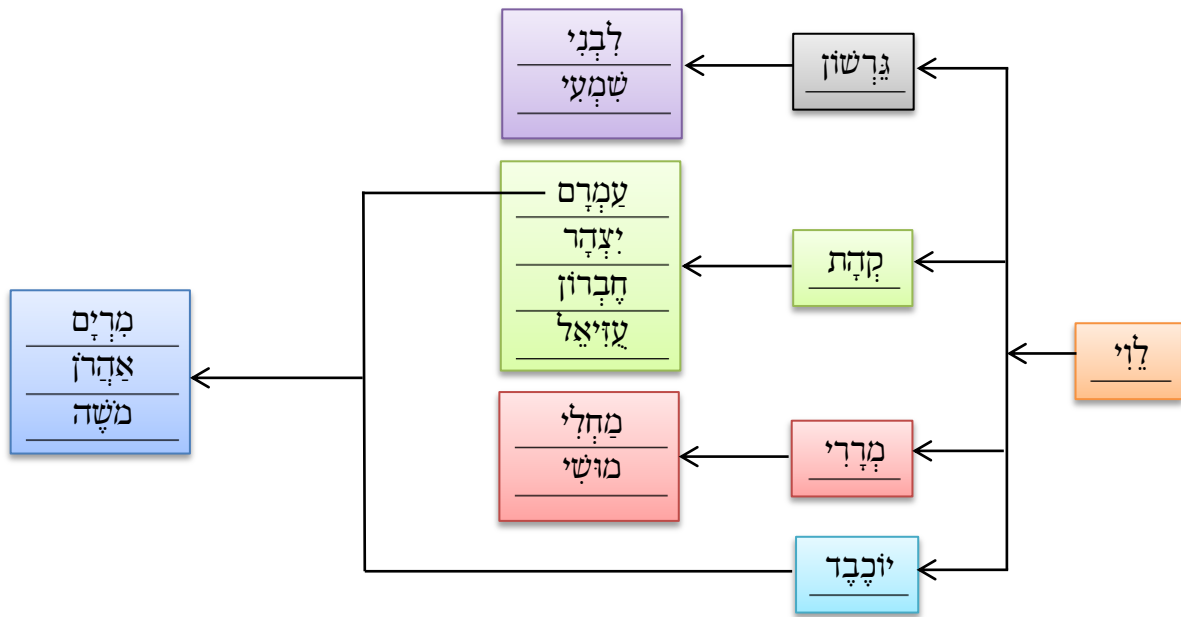 לֵוִי
גֵּרְשׁוֹן
לִבְנִי
שִׁמְעִי
קְהָת
עַמְרָם
יִצְהָר
חֶבְרוֹן
עֻזִּיאֵל
מְרָרִי
מַחְלִי
מוּשִׁי
יוֹכֶבֶד
מִרְיָם
אַהֲרֹן
מֹשֶׁה